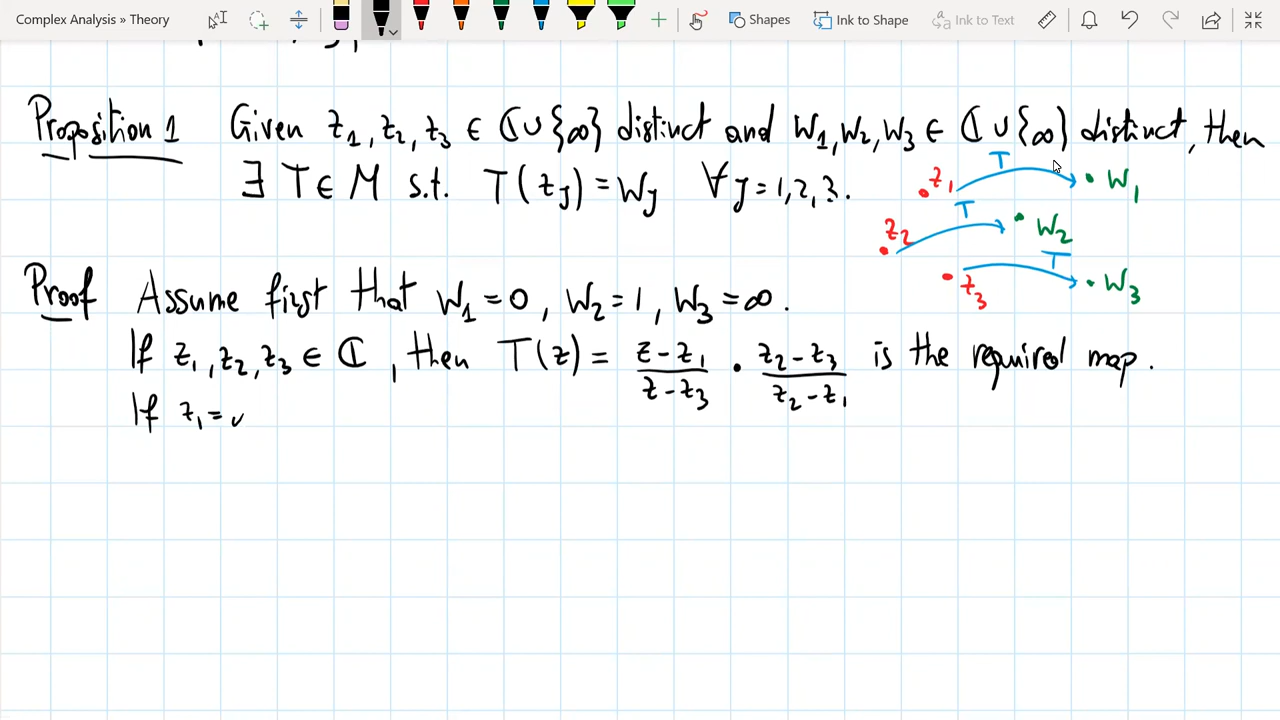 Complex Analysis » Theory
Shapes
Ink to Shape
Ink to Text
Proposition 1 Given z₁, z₂, z₃ ∈ ℂ∪{∞} distinct and w₁, w₂, w₃ ∈ ℂ∪{∞} distinct, then
∃ T ∈ M s.t. T(zⱼ) = wⱼ ∀ j = 1, 2, 3.
z₁ T w₁
z₂ T w₂
z₃ T w₃
Proof Assume first that w₁ = 0, w₂ = 1, w₃ = ∞.
If z₁, z₂, z₃ ∈ ℂ, then T(z) = (z - z₁)/(z - z₃) · (z₂ - z₃)/(z₂ - z₁) is the required map.
If z₁ =